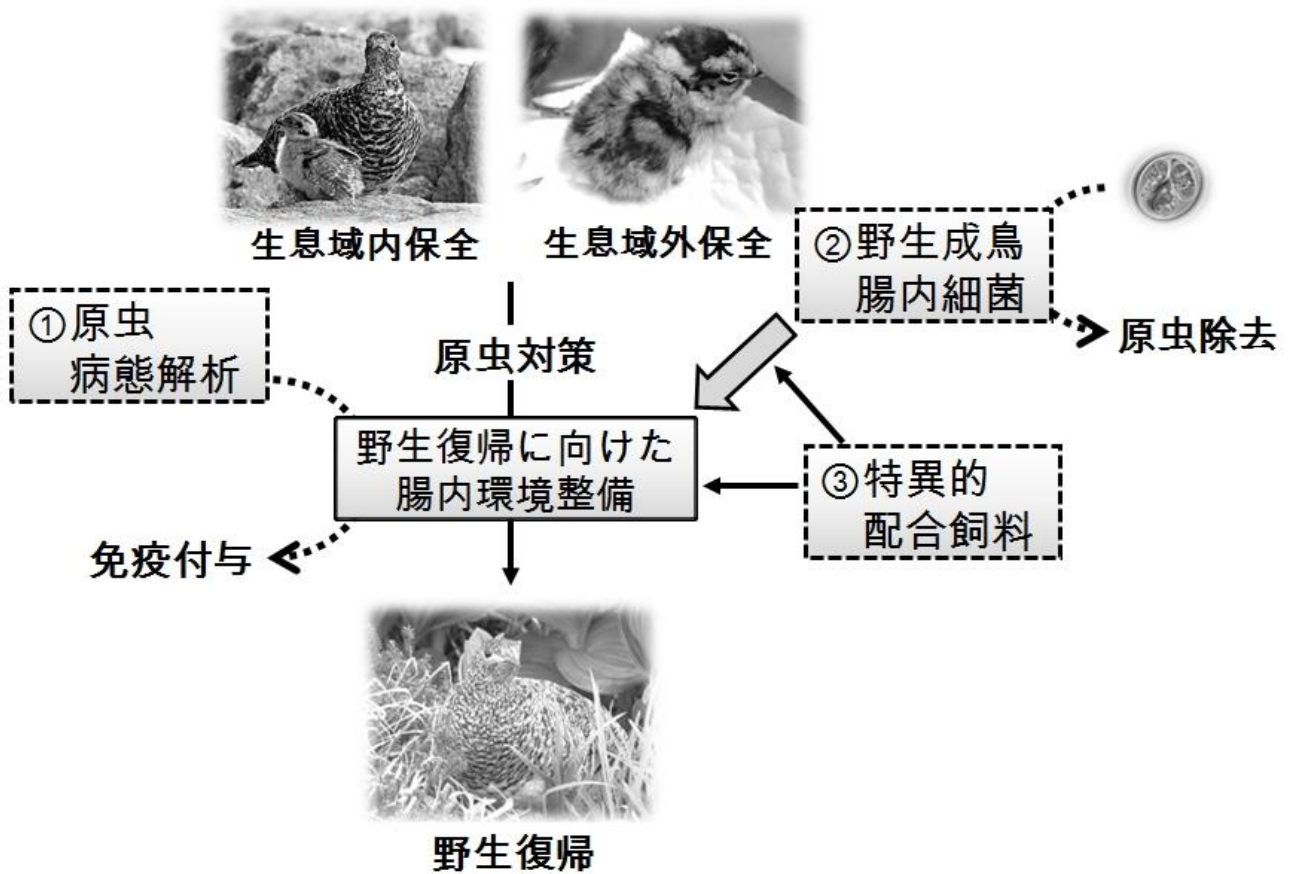 生息域内保全
生息域外保全
②野生成鳥
腸内細菌
①原虫
病態解析
原虫対策
原虫除去
野生復帰に向けた
腸内環境整備
③特異的
配合飼料
免疫付与
野生復帰